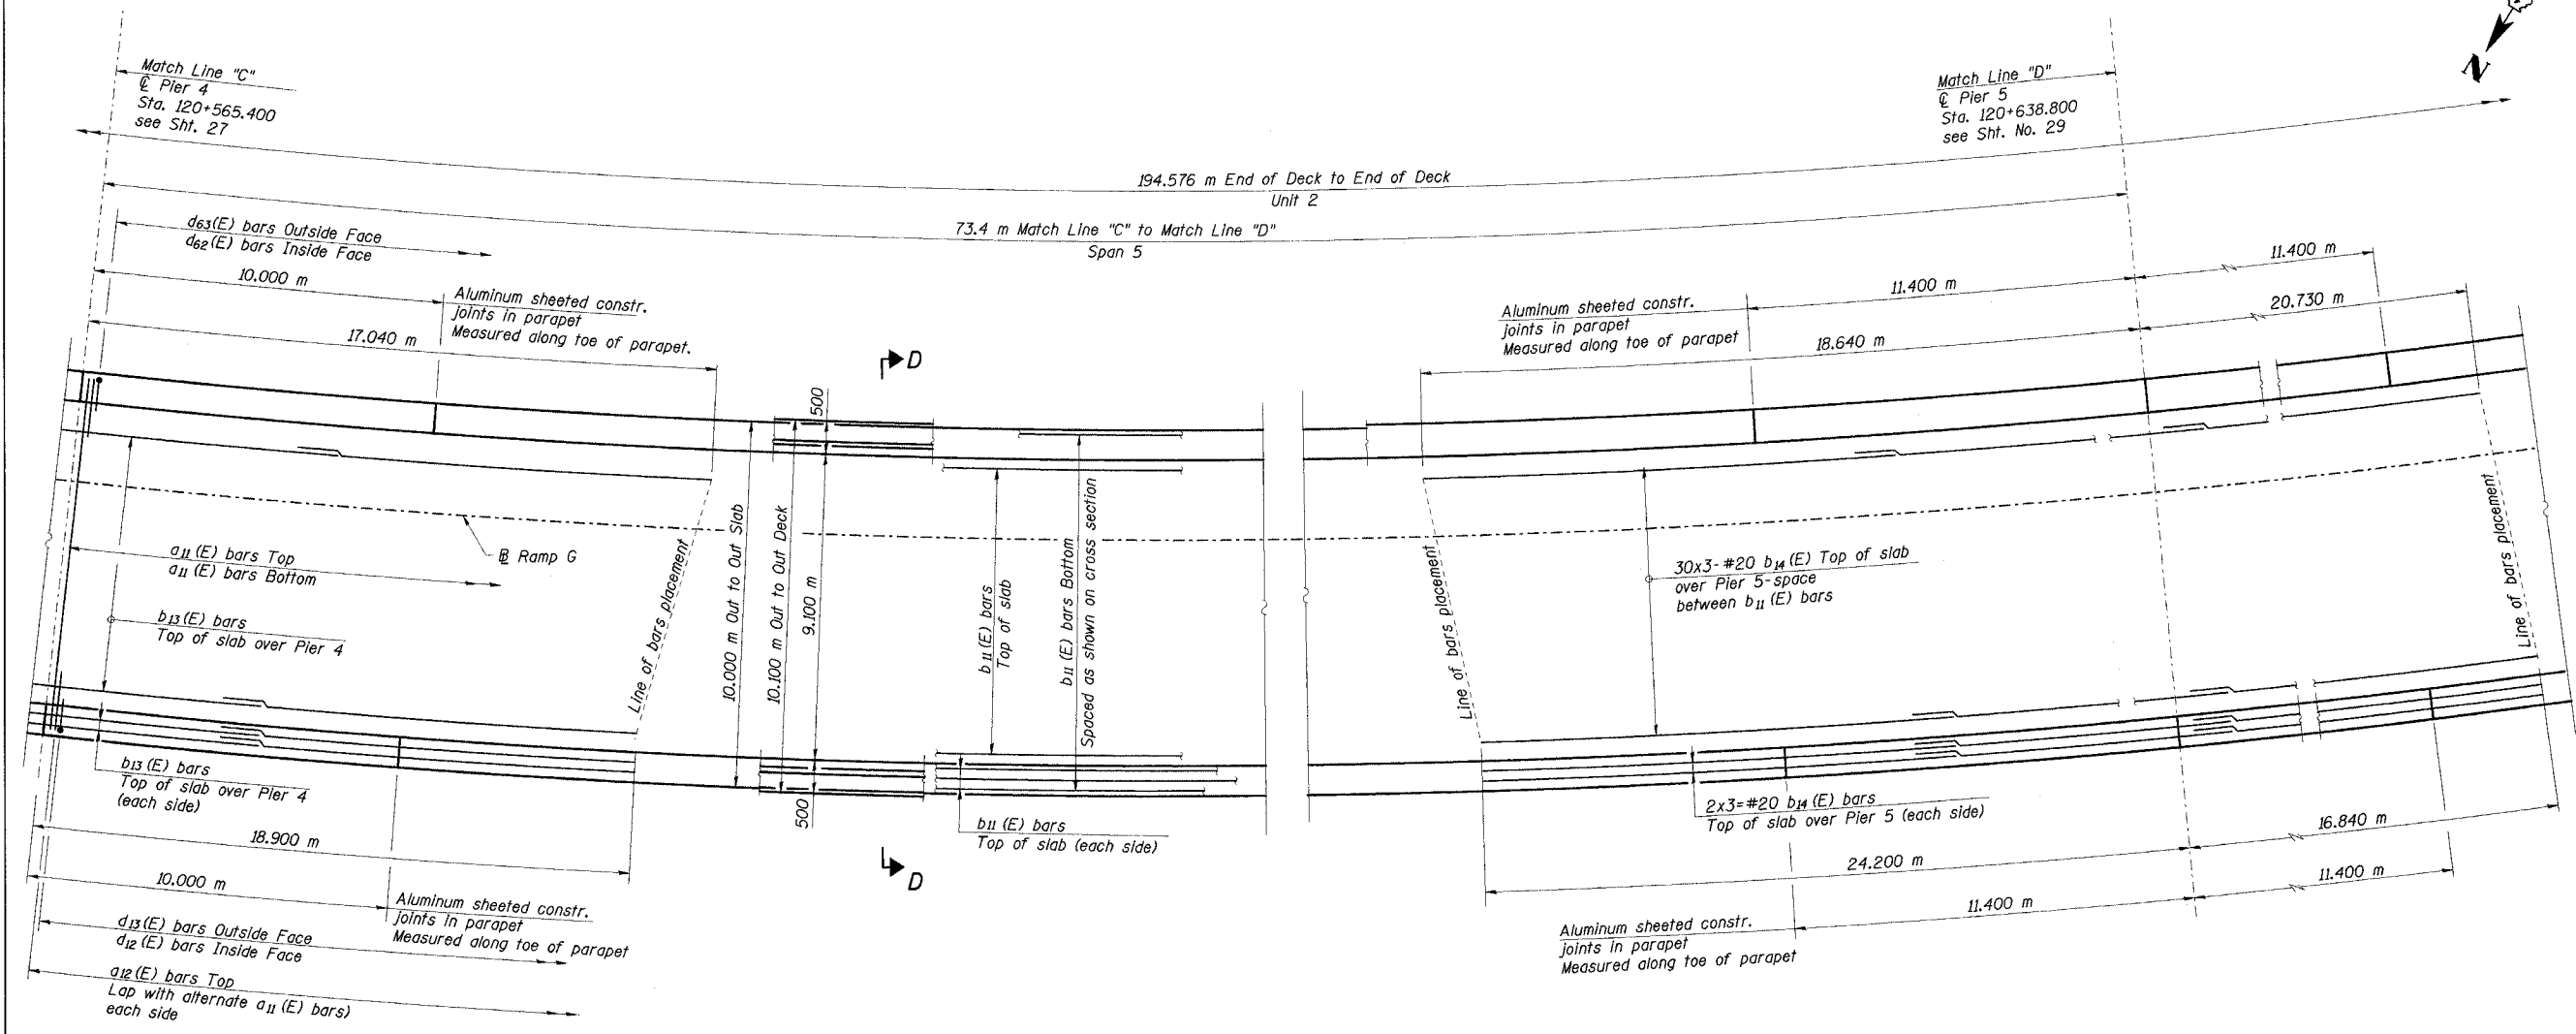 Match Line "C"
℄ Pier 4
Sta. 120+565.400
see Sht. 27
Match Line "D"
℄ Pier 5
Sta. 120+638.800
see Sht. No. 29
N
194.576 m End of Deck to End of Deck
Unit 2
73.4 m Match Line "C" to Match Line "D"
Span 5
d63(E) bars Outside Face
d62(E) bars Inside Face
10.000 m
Aluminum sheeted constr.
joints in parapet
Measured along toe of parapet.
17.040 m
Aluminum sheeted constr.
joints in parapet
Measured along toe of parapet
11.400 m
11.400 m
18.640 m
20.730 m
D
500
a11(E) bars Top
a11(E) bars Bottom
B Ramp G
b13(E) bars
Top of slab over Pier 4
Line of bars placement
10.000 m Out to Out Slab
10.100 m Out to Out Deck
9.100 m
b11(E) bars
Top of slab
b11(E) bars Bottom
Spaced as shown on cross section
Line of bars placement
30x3-#20 b14(E) Top of slab
over Pier 5-space
between b11(E) bars
Line of bars placement
b13(E) bars
Top of slab over Pier 4
(each side)
18.900 m
10.000 m
Aluminum sheeted constr.
joints in parapet
Measured along toe of parapet
d13(E) bars Outside Face
d12(E) bars Inside Face
a12(E) bars Top
Lap with alternate a11(E) bars)
each side
500
D
b11(E) bars
Top of slab (each side)
2x3=#20 b14(E) bars
Top of slab over Pier 5 (each side)
24.200 m
16.840 m
11.400 m
11.400 m
Aluminum sheeted constr.
joints in parapet
Measured along toe of parapet